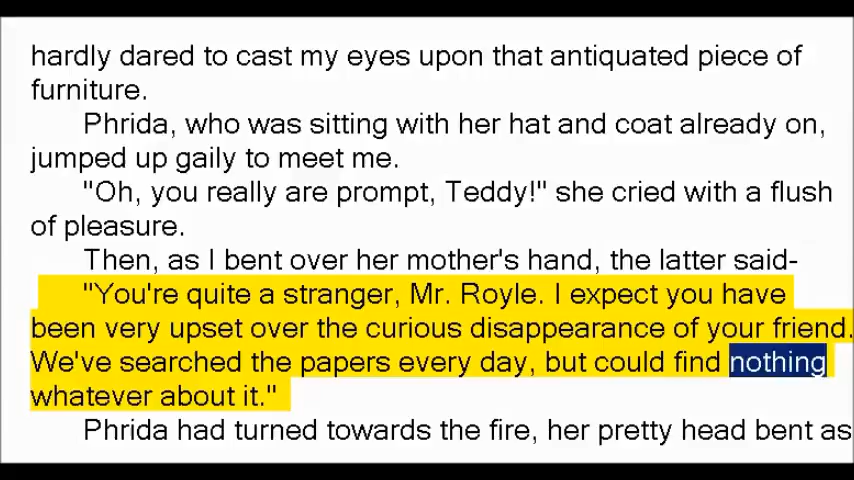 hardly dared to cast my eyes upon that antiquated piece of
furniture.
Phrida, who was sitting with her hat and coat already on,
jumped up gaily to meet me.
"Oh, you really are prompt, Teddy!" she cried with a flush
of pleasure.
Then, as I bent over her mother's hand, the latter said-
"You're quite a stranger, Mr. Royle. I expect you have
been very upset over the curious disappearance of your friend.
We've searched the papers every day, but could find nothing
whatever about it."
Phrida had turned towards the fire, her pretty head bent as